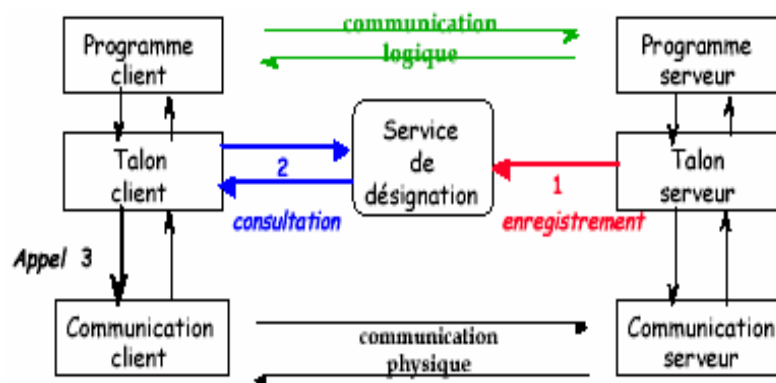 Programme
client
communication
logique
Programme
serveur
Talon
client
2
consultation
Service
de
désignation
1
enregistrement
Talon
serveur
Appel 3
Communication
client
communication
physique
Communication
serveur